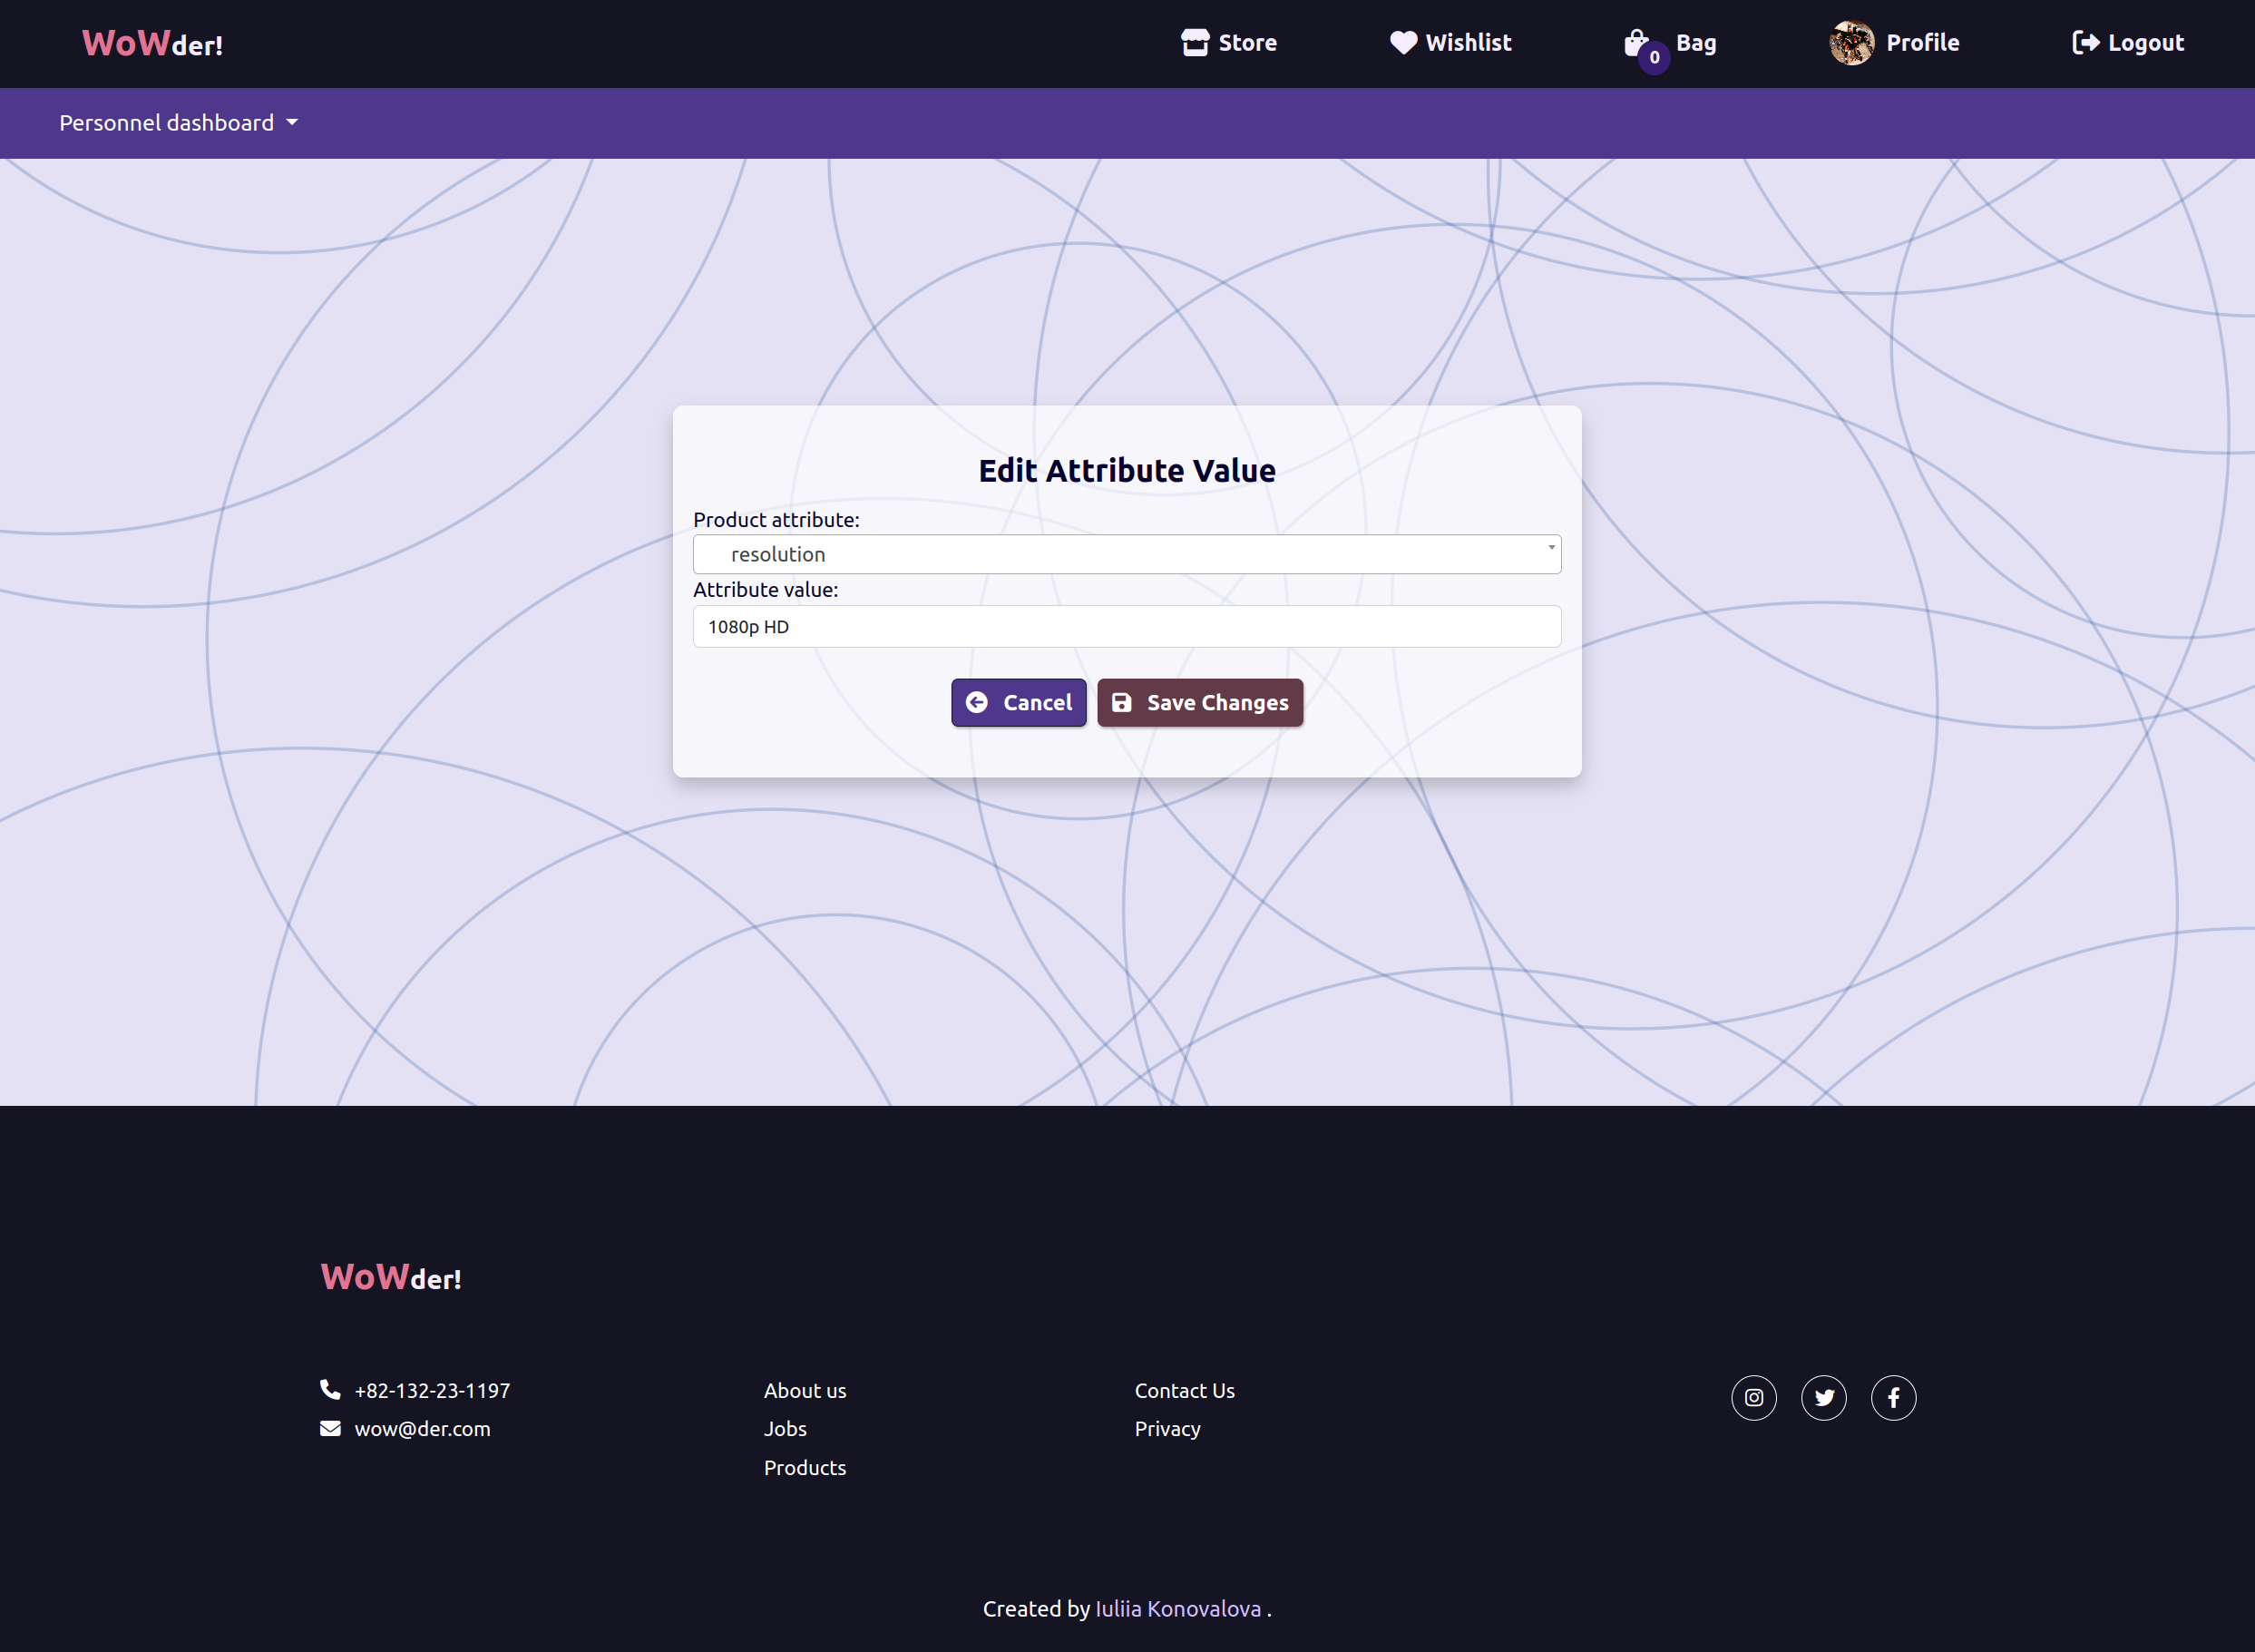 WoWder! Store Wishlist 0 Bag Profile Logout
Personnel dashboard
Edit Attribute Value
Product attribute:
resolution
Attribute value:
1080p HD
Cancel Save Changes
WoWder!
+82-132-23-1197 About us Contact Us
wow@der.com Jobs Privacy
Products
Created by Iuliia Konovalova .